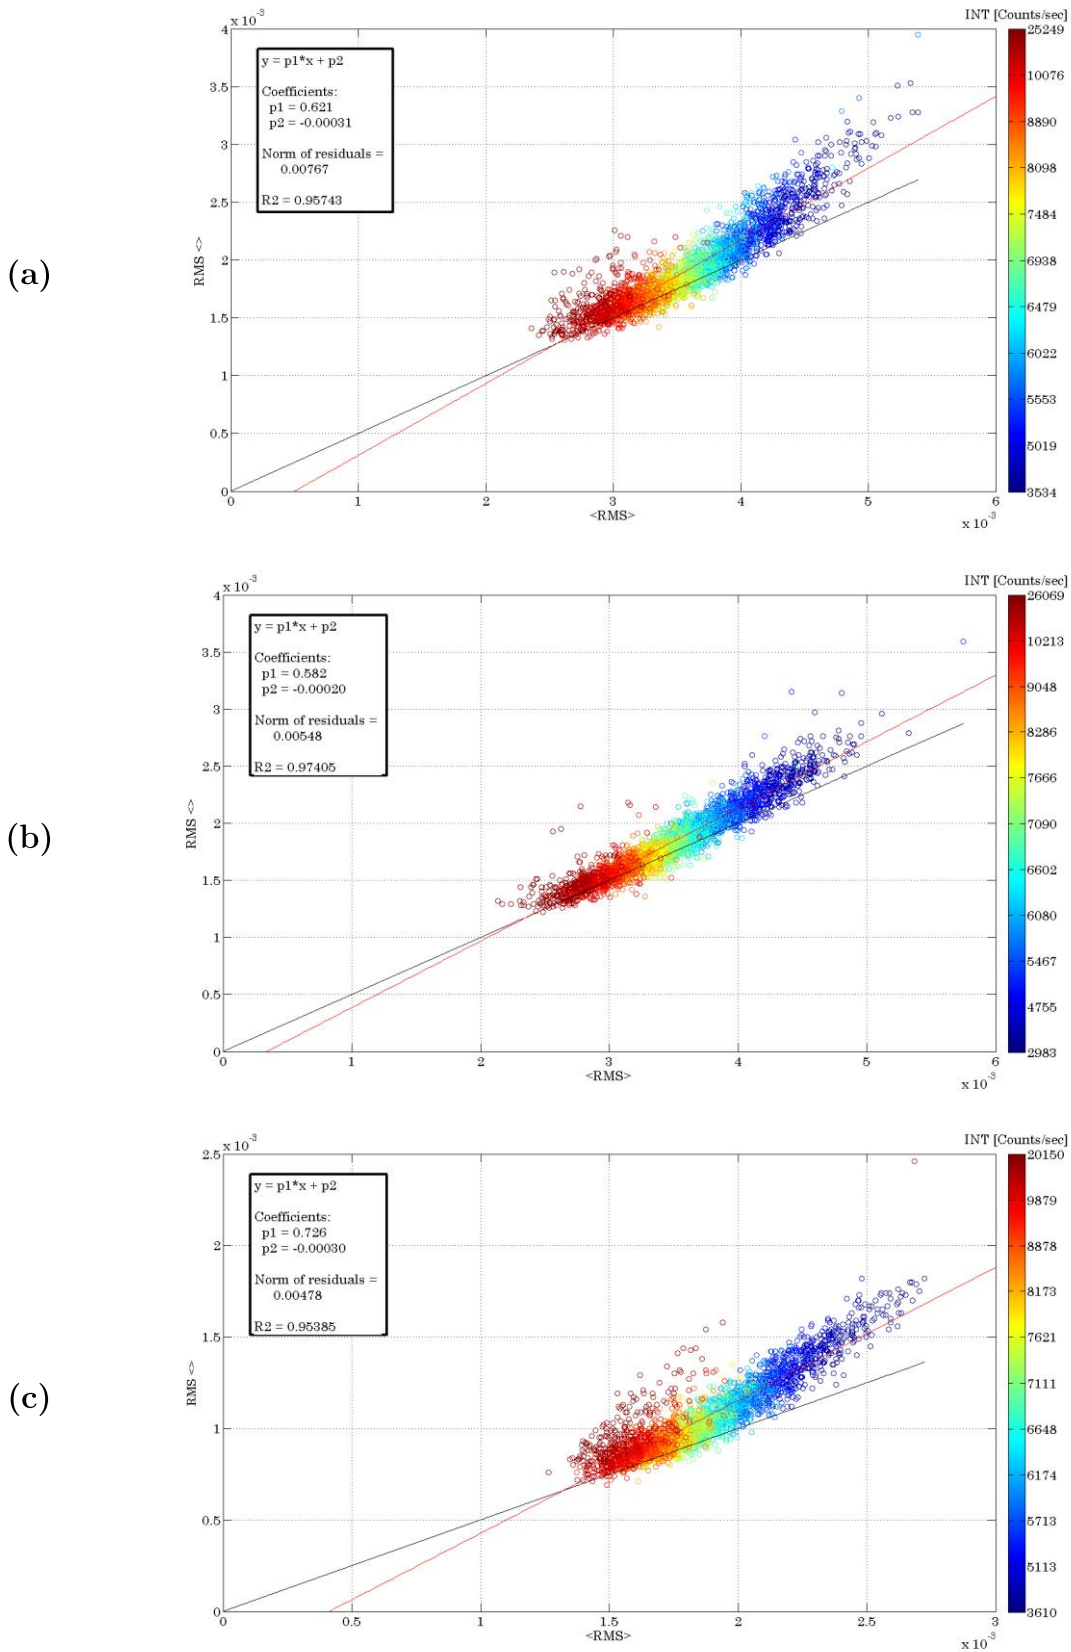 (a)
x 10⁻³
INT [Counts/sec]
y = p1*x + p2
Coefficients:
p1 = 0.621
p2 = -0.00031
Norm of residuals =
0.00767
R2 = 0.95743
RMS <>
4
3.5
3
2.5
2
1.5
1
0.5
0
0 1 2 3 4 5 6
<RMS>
x 10⁻³
25249
10076
8890
8098
7484
6938
6479
6022
5553
5019
3534
(b)
x 10⁻³
INT [Counts/sec]
y = p1*x + p2
Coefficients:
p1 = 0.582
p2 = -0.00020
Norm of residuals =
0.00548
R2 = 0.97405
RMS <>
4
3.5
3
2.5
2
1.5
1
0.5
0
0 1 2 3 4 5 6
<RMS>
x 10⁻³
26069
10213
9048
8286
7666
7090
6602
6080
5467
4755
2983
(c)
x 10⁻³
INT [Counts/sec]
y = p1*x + p2
Coefficients:
p1 = 0.726
p2 = -0.00030
Norm of residuals =
0.00478
R2 = 0.95385
RMS <>
2.5
2
1.5
1
0.5
0
0 0.5 1 1.5 2 2.5 3
<RMS>
x 10⁻³
20150
9879
8878
8173
7621
7111
6648
6174
5713
5113
3610